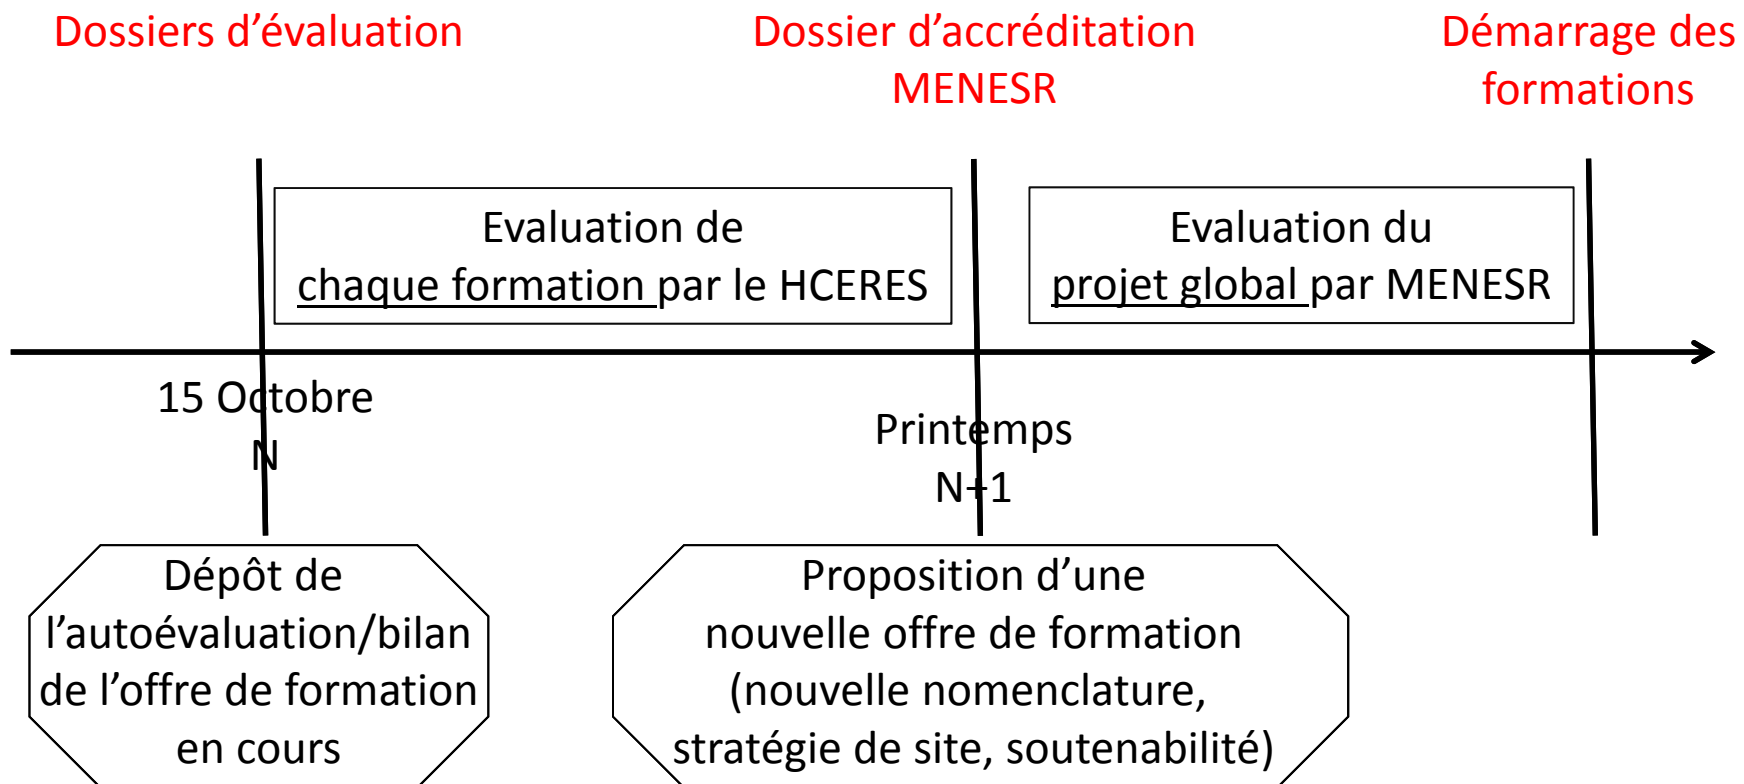 Dossiers d’évaluation
Dossier d’accréditation
MENESR
Démarrage des
formations
Evaluation de
chaque formation par le HCERES
Evaluation du
projet global par MENESR
15 Octobre
N
Printemps
N+1
Dépôt de
l’autoévaluation/bilan
de l’offre de formation
en cours
Proposition d’une
nouvelle offre de formation
(nouvelle nomenclature,
stratégie de site, soutenabilité)